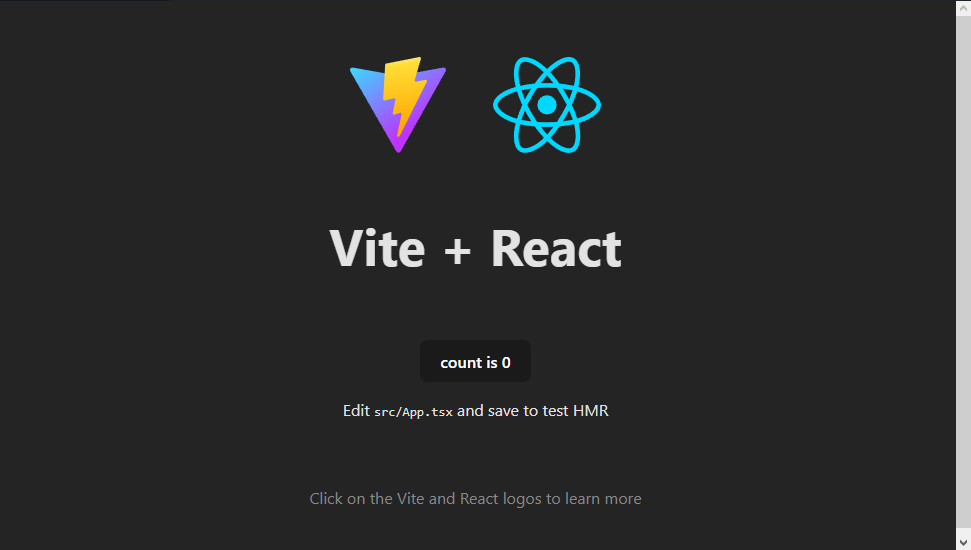 Vite + React
count is 0
Edit src/App.tsx and save to test HMR
Click on the Vite and React logos to learn more